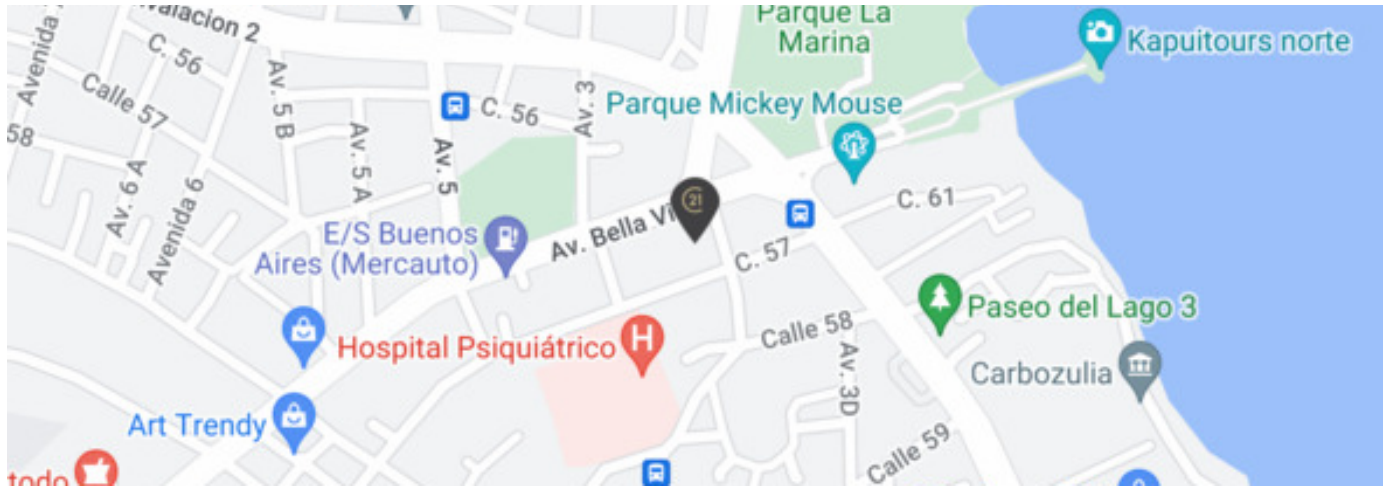 valacion 2
Parque La
Marina
Kapuitours norte
Avenida
C. 56
Calle 57
Av. 5 B
C. 56
Av. 3
Parque Mickey Mouse
58
Av. 5 A
Av. 5
Av. 6 A
Avenida 6
21
C. 61
E/S Buenos
Aires (Mercauto)
Av. Bella Vi
C. 57
Paseo del Lago 3
Calle 58
Hospital Psiquiátrico
H
Av. 3D
Carbozulia
Art Trendy
Calle 59
todo